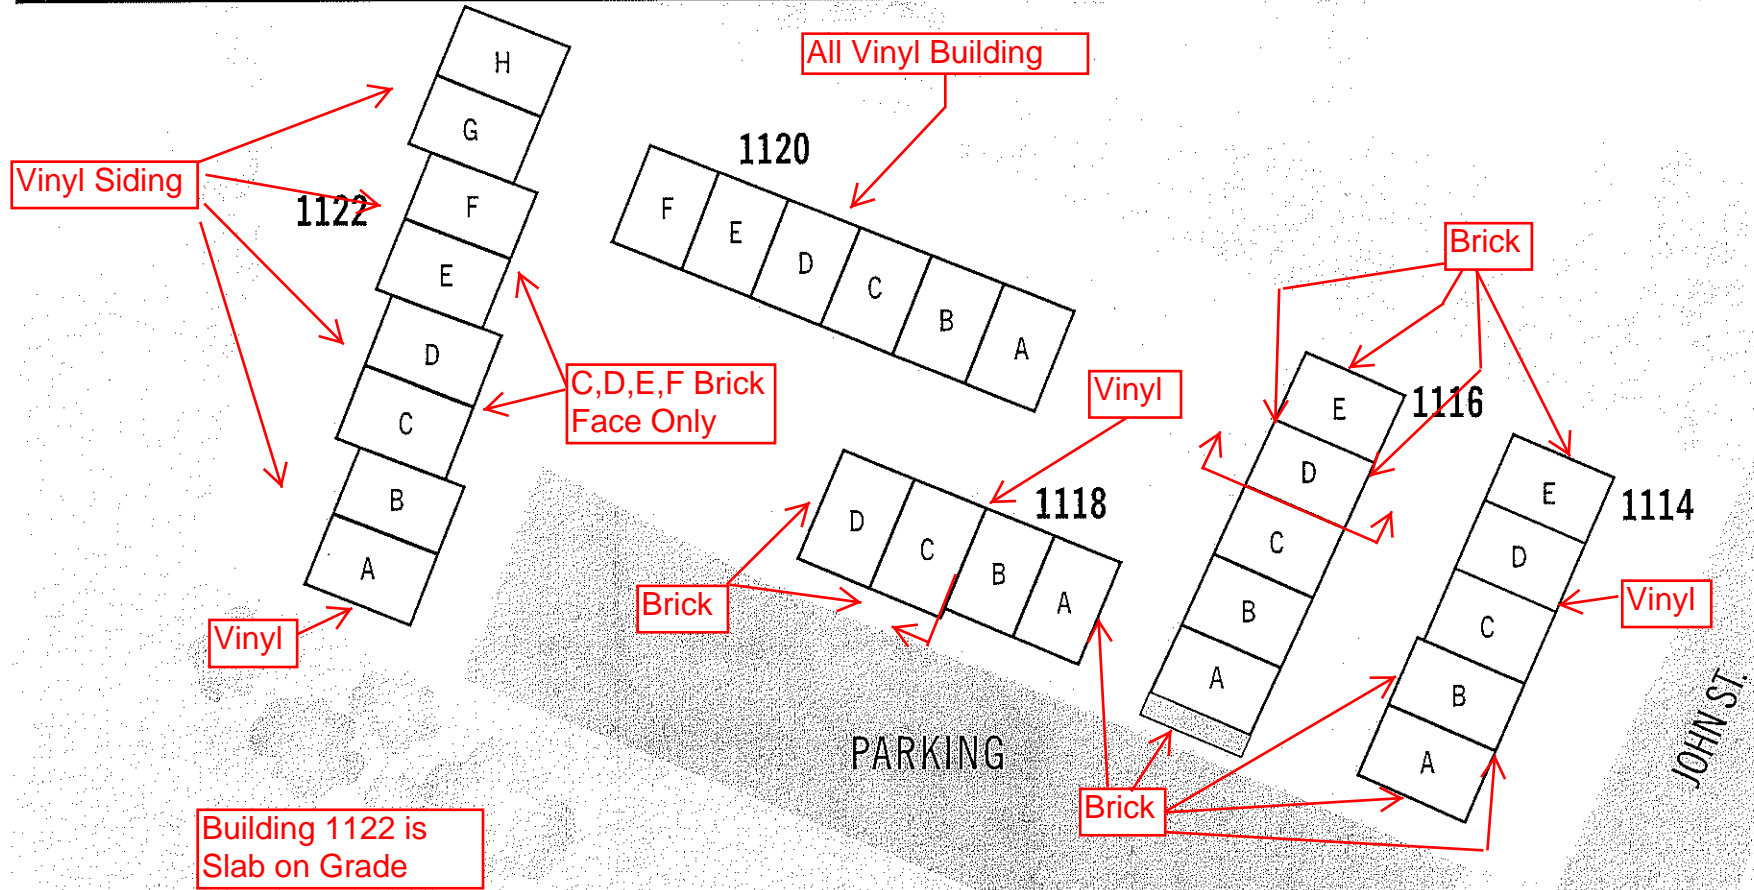 All Vinyl Building
H
G
F
E
D
C
B
A
1122
Vinyl Siding
Vinyl
C,D,E,F Brick
Face Only
Building 1122 is
Slab on Grade
1120
F
E
D
C
B
A
1118
Vinyl
D
C
B
A
Brick
PARKING
Brick
1116
E
D
C
B
A
1114
E
D
C
B
A
Vinyl
Brick
JOHN ST.